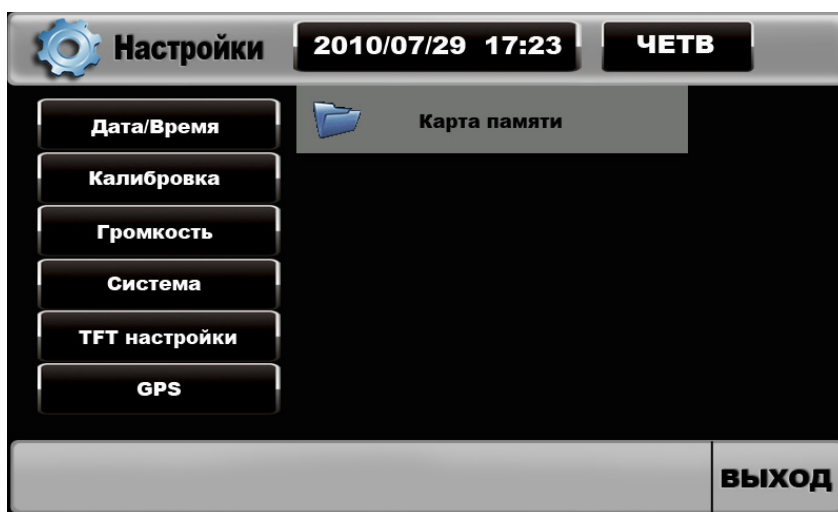 Настройки 2010/07/29 17:23 ЧЕТВ
Дата/Время
Карта памяти
Калибровка
Громкость
Система
TFT настройки
GPS
ВЫХОД